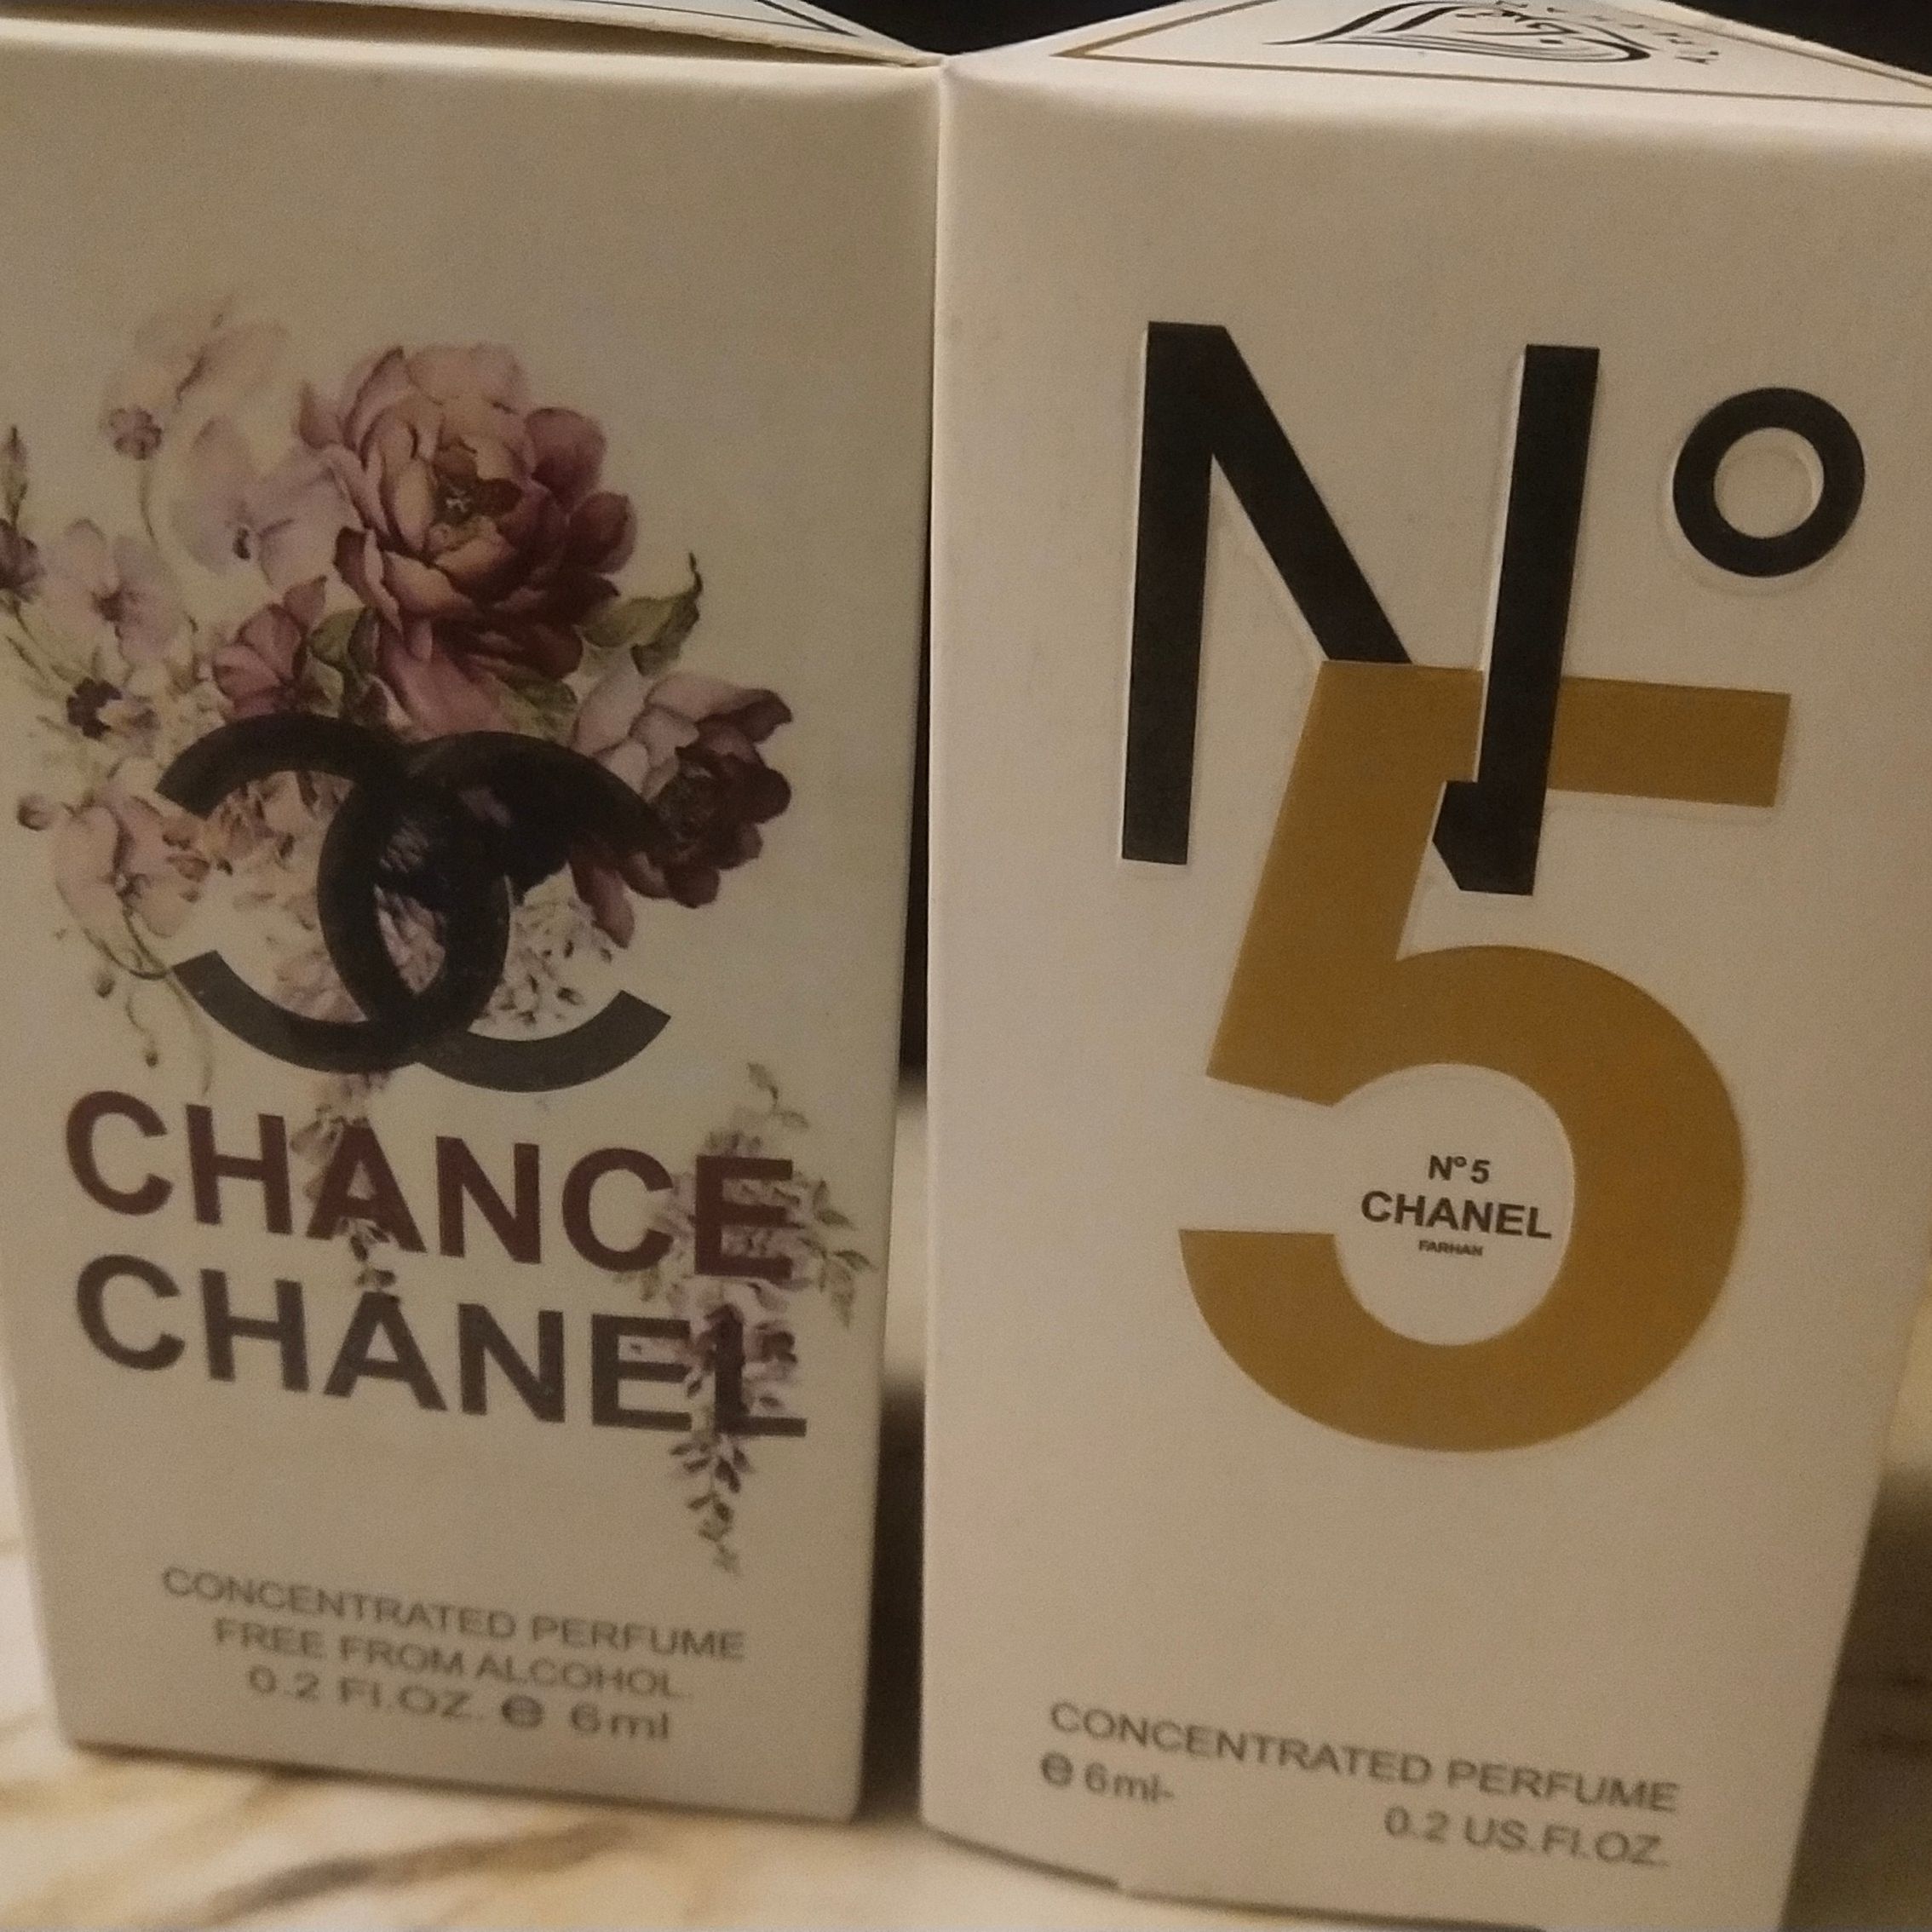 CHANCE
CHANEL
CONCENTRATED PERFUME
FREE FROM ALCOHOL.
0.2 Fl.OZ. e 6ml
N°
5
N°5
CHANEL
FARHAN
CONCENTRATED PERFUME
e 6ml-
0.2 US.Fl.OZ.